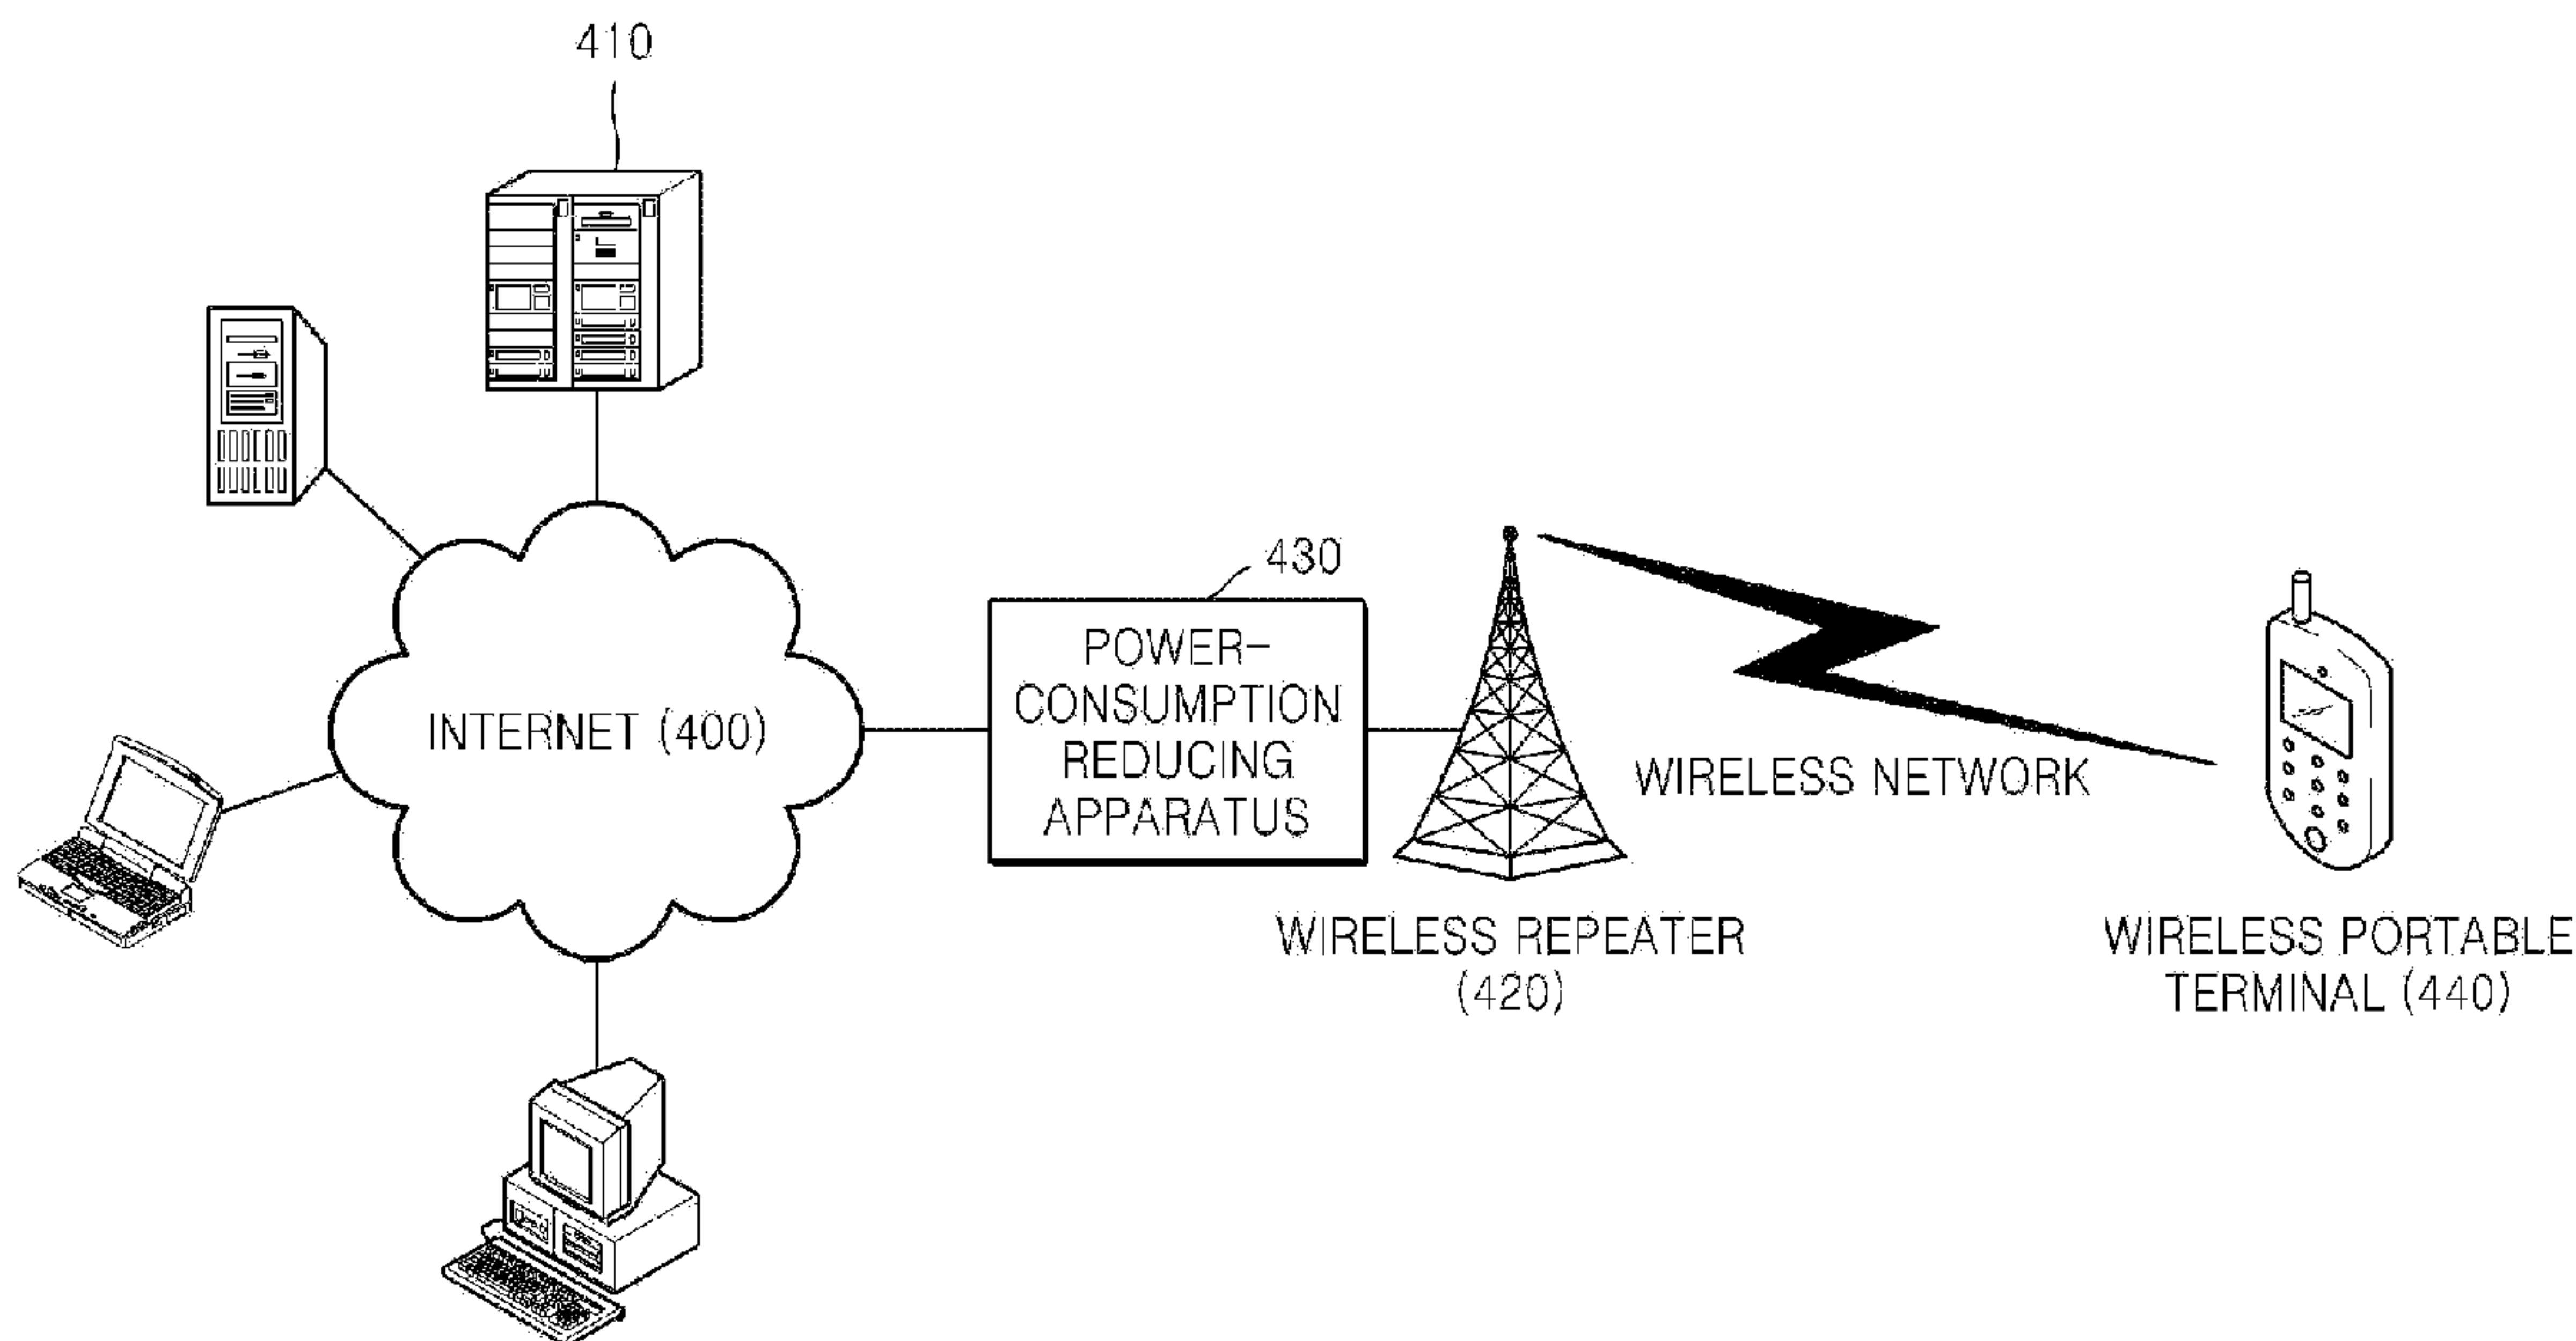 410
430
POWER-
CONSUMPTION
REDUCING
APPARATUS
INTERNET (400)
WIRELESS NETWORK
WIRELESS REPEATER
(420)
WIRELESS PORTABLE
TERMINAL (440)